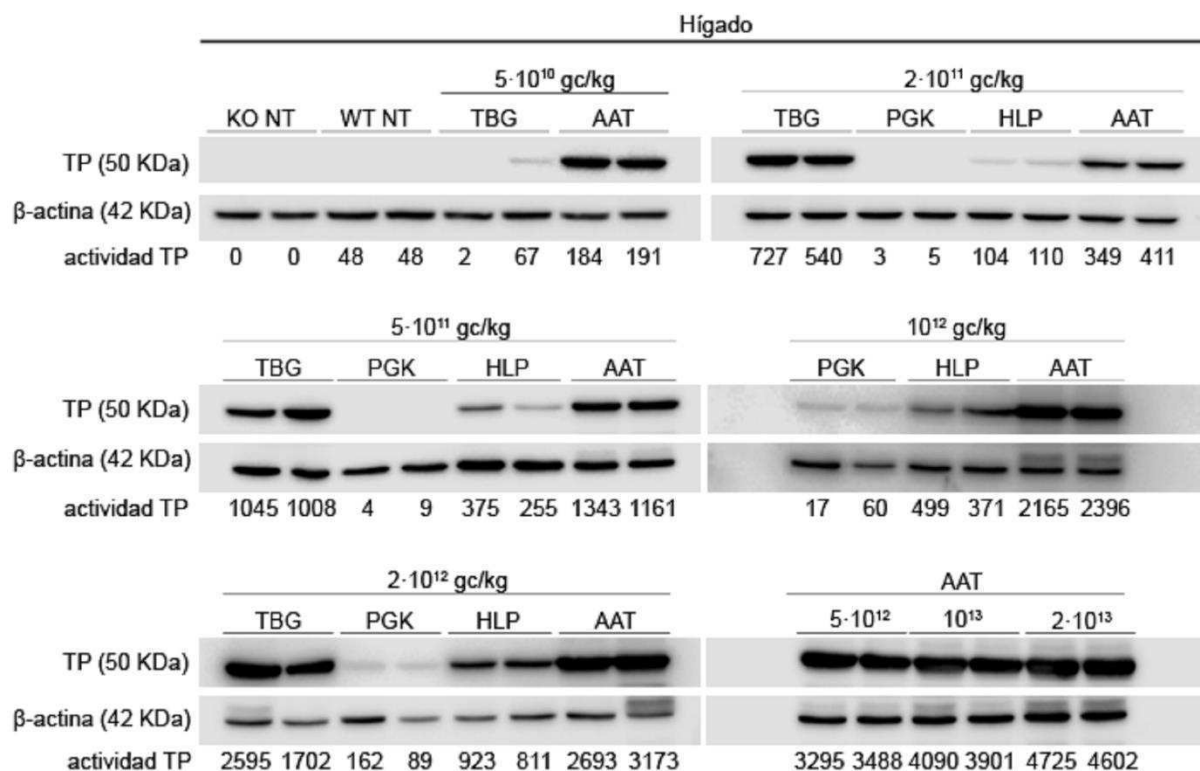 Hígado
5·10¹⁰ gc/kg 2·10¹¹ gc/kg
KO NT WT NT TBG AAT TBG PGK HLP AAT
TP (50 KDa)
β-actina (42 KDa)
actividad TP 0 0 48 48 2 67 184 191 727 540 3 5 104 110 349 411
5·10¹¹ gc/kg 10¹² gc/kg
TBG PGK HLP AAT PGK HLP AAT
TP (50 KDa)
β-actina (42 KDa)
actividad TP 1045 1008 4 9 375 255 1343 1161 17 60 499 371 2165 2396
2·10¹² gc/kg AAT
TBG PGK HLP AAT 5·10¹² 10¹³ 2·10¹³
TP (50 KDa)
β-actina (42 KDa)
actividad TP 2595 1702 162 89 923 811 2693 3173 3295 3488 4090 3901 4725 4602